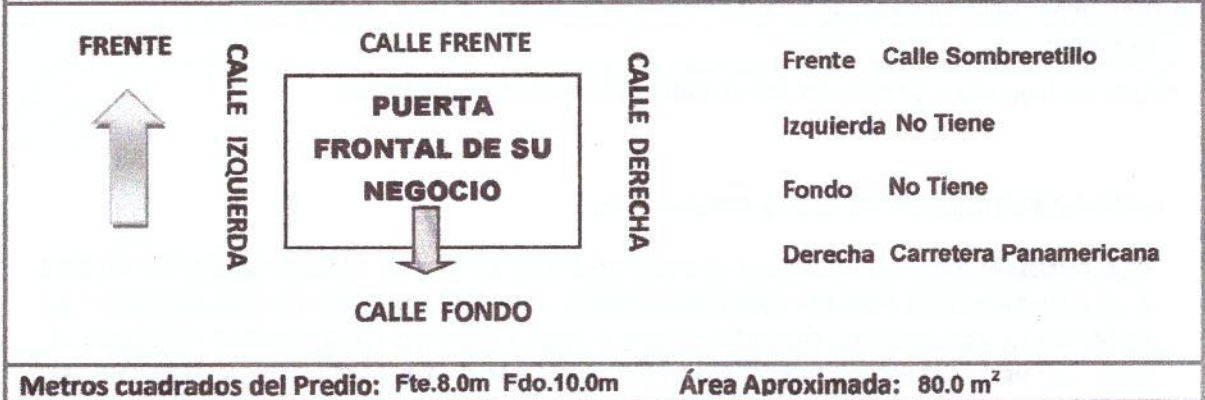 FRENTE
CALLE IZQUIERDA
CALLE FRENTE
PUERTA
FRONTAL DE SU
NEGOCIO
CALLE DERECHA
CALLE FONDO
Frente Calle Sombreretillo
Izquierda No Tiene
Fondo No Tiene
Derecha Carretera Panamericana
Metros cuadrados del Predio: Fte.8.0m Fdo.10.0m Área Aproximada: 80.0 m²